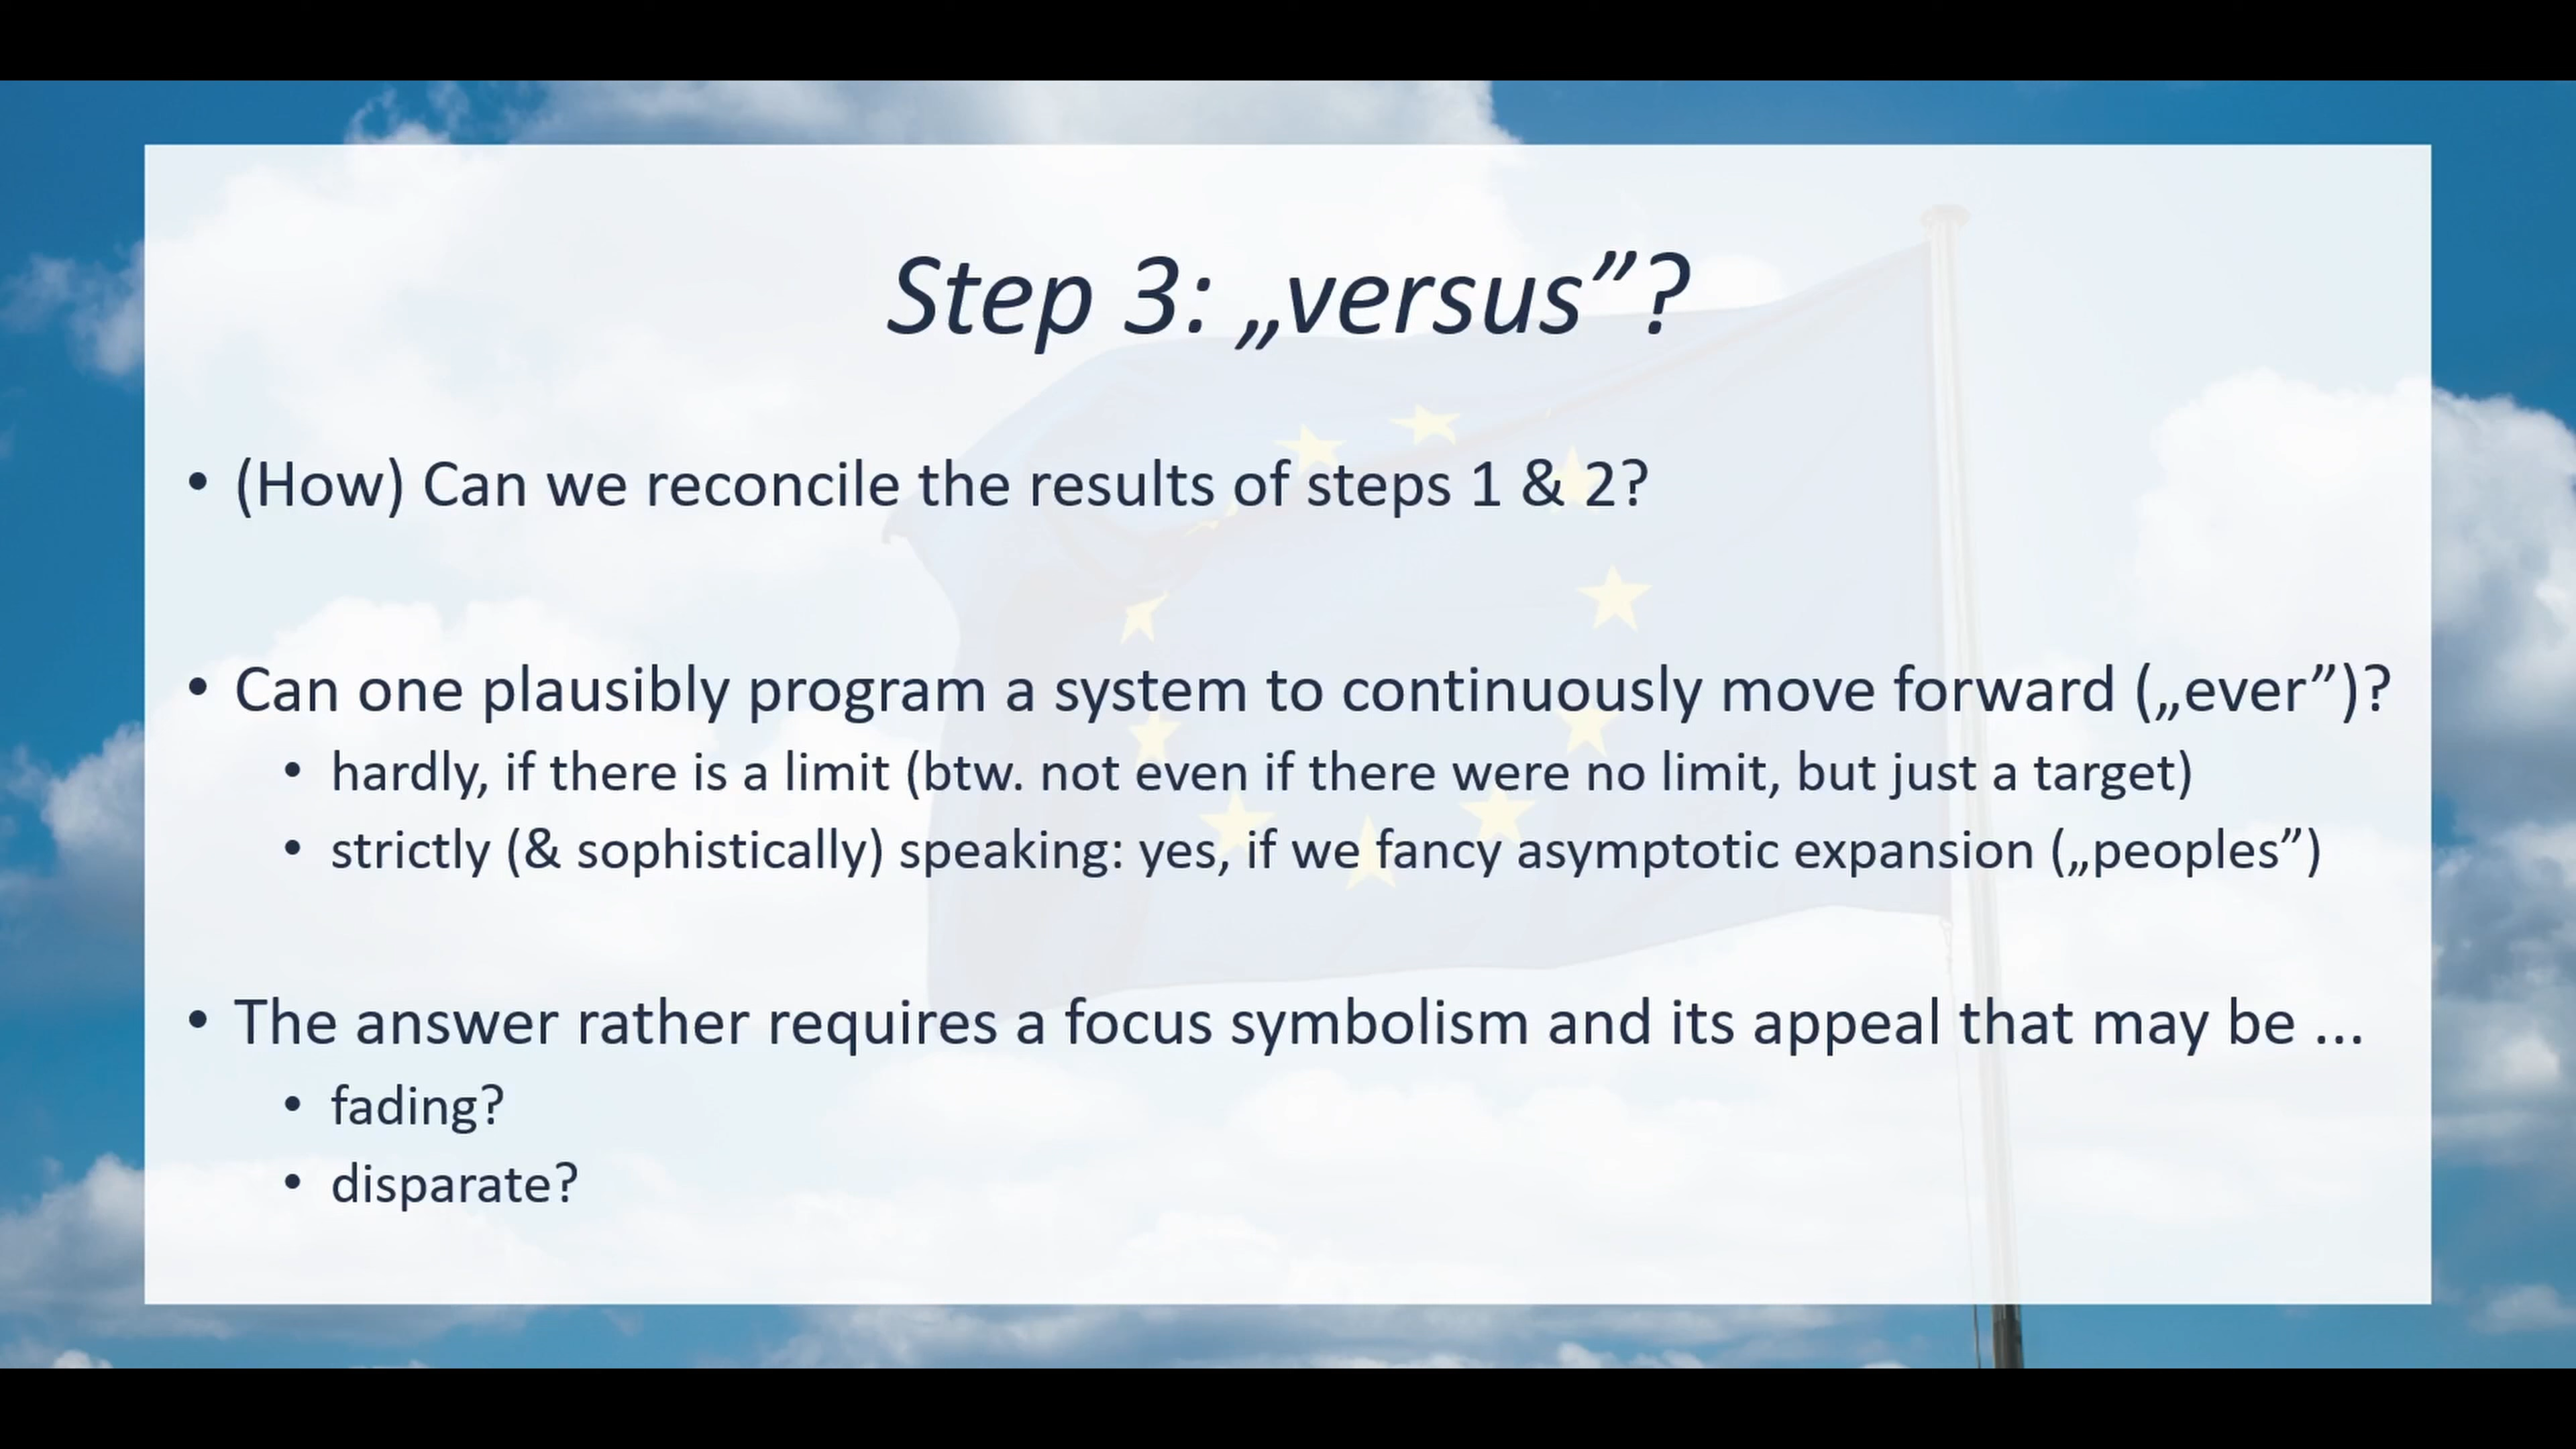 Step 3: „versus”?
• (How) Can we reconcile the results of steps 1 & 2?
• Can one plausibly program a system to continuously move forward („ever”)?
• hardly, if there is a limit (btw. not even if there were no limit, but just a target)
• strictly (& sophistically) speaking: yes, if we fancy asymptotic expansion („peoples”)
• The answer rather requires a focus symbolism and its appeal that may be ...
• fading?
• disparate?